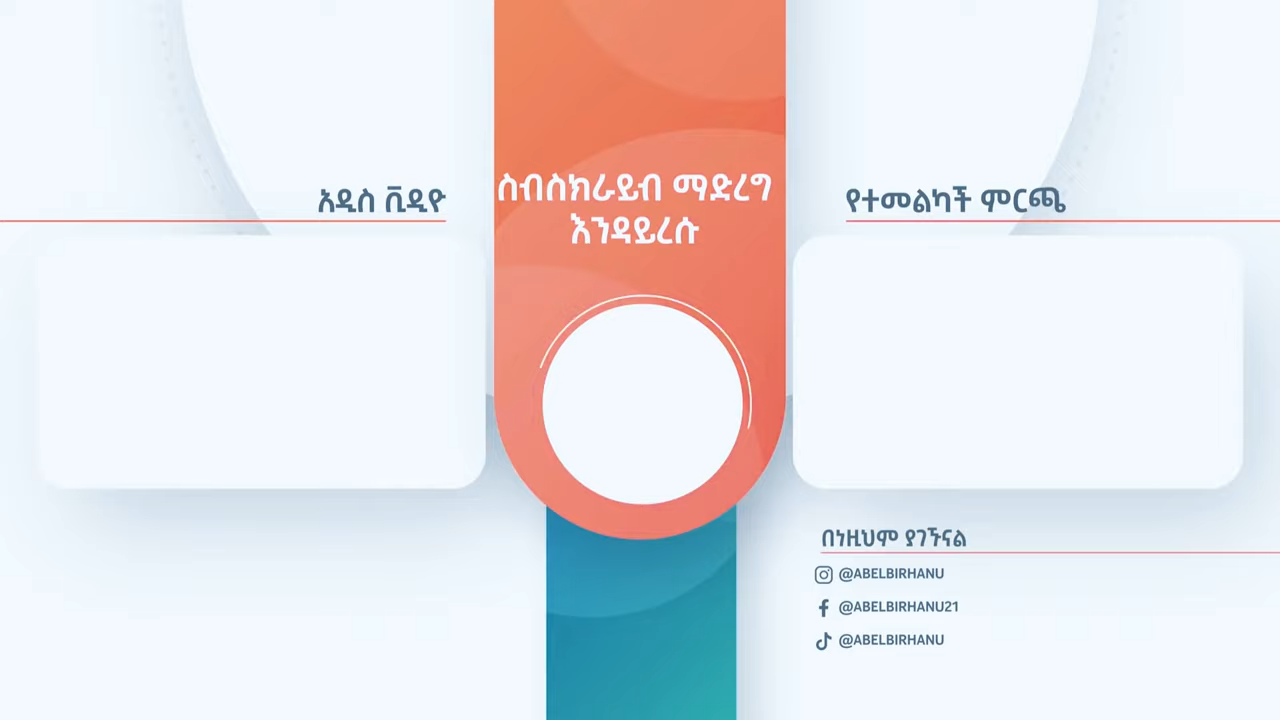 አዲስ ቪዲዮ
ስብስክራይብ ማድረግ
እንዳይረሱ
የተመልካች ምርጫ
በነዚህም ያገኙናል
@ABELBIRHANU
@ABELBIRHANU21
@ABELBIRHANU